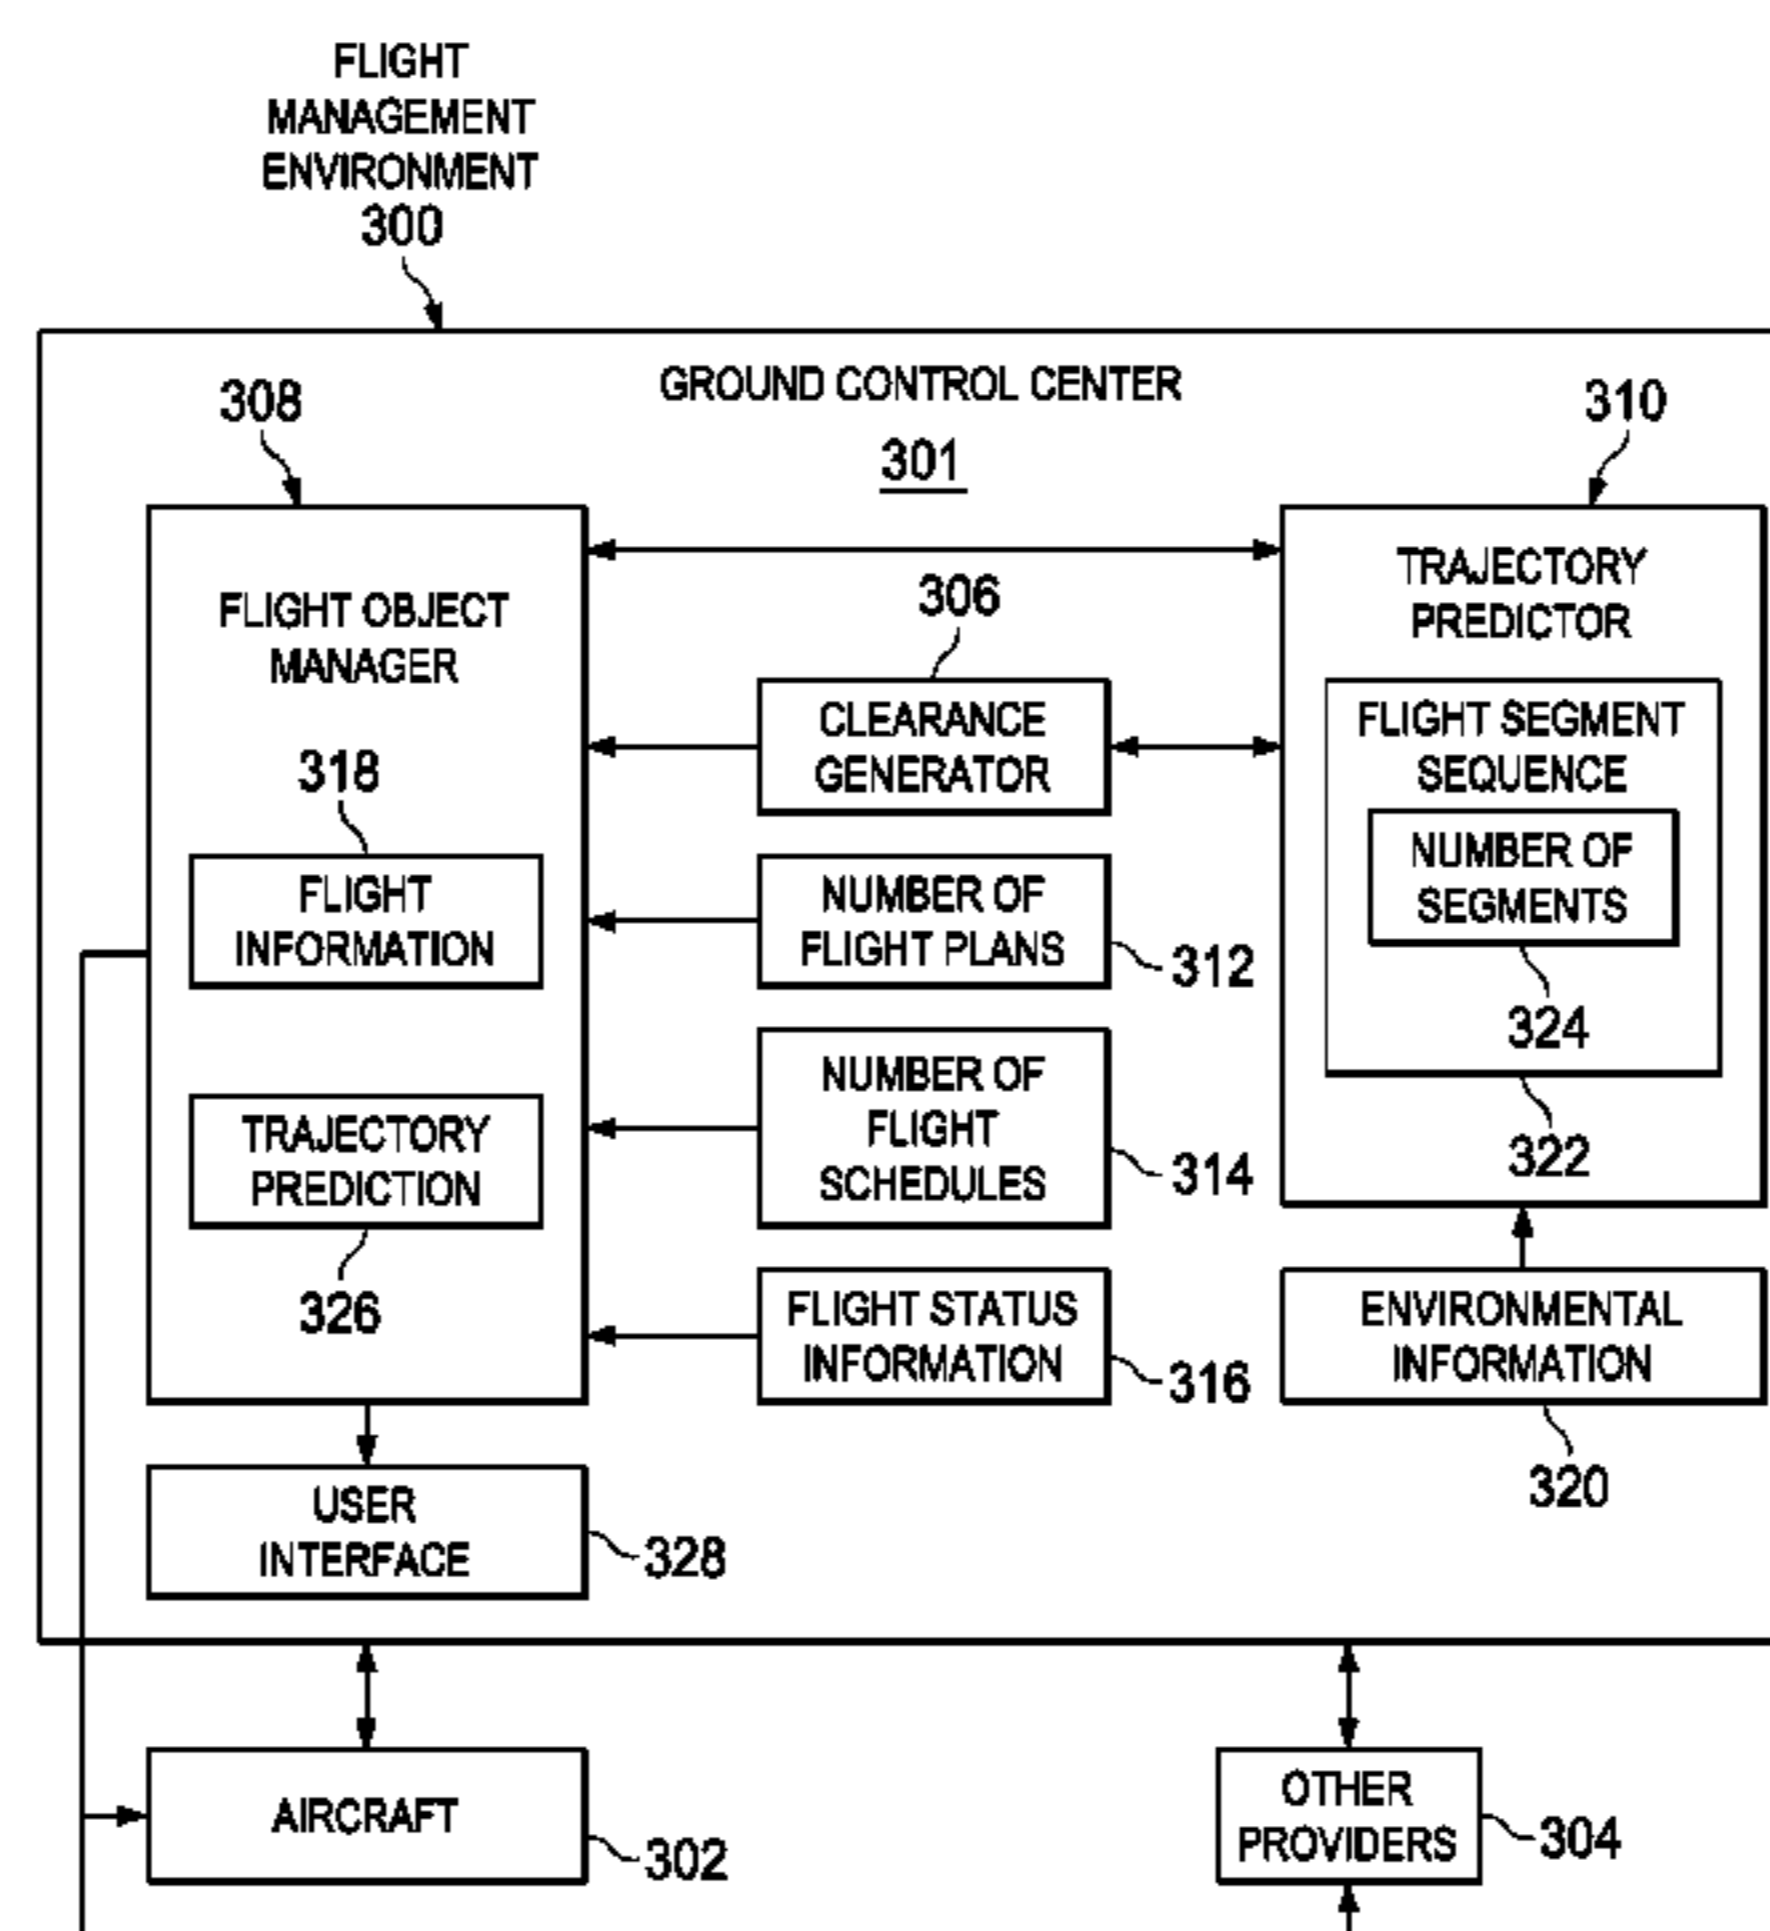 FLIGHT
MANAGEMENT
ENVIRONMENT
300
GROUND CONTROL CENTER
301
308
310
FLIGHT OBJECT
MANAGER
318
FLIGHT
INFORMATION
TRAJECTORY
PREDICTION
326
306
CLEARANCE
GENERATOR
NUMBER OF
FLIGHT PLANS
312
NUMBER OF
FLIGHT
SCHEDULES
314
FLIGHT STATUS
INFORMATION
316
TRAJECTORY
PREDICTOR
FLIGHT SEGMENT
SEQUENCE
NUMBER OF
SEGMENTS
324
322
ENVIRONMENTAL
INFORMATION
320
USER
INTERFACE
328
AIRCRAFT
302
OTHER
PROVIDERS
304